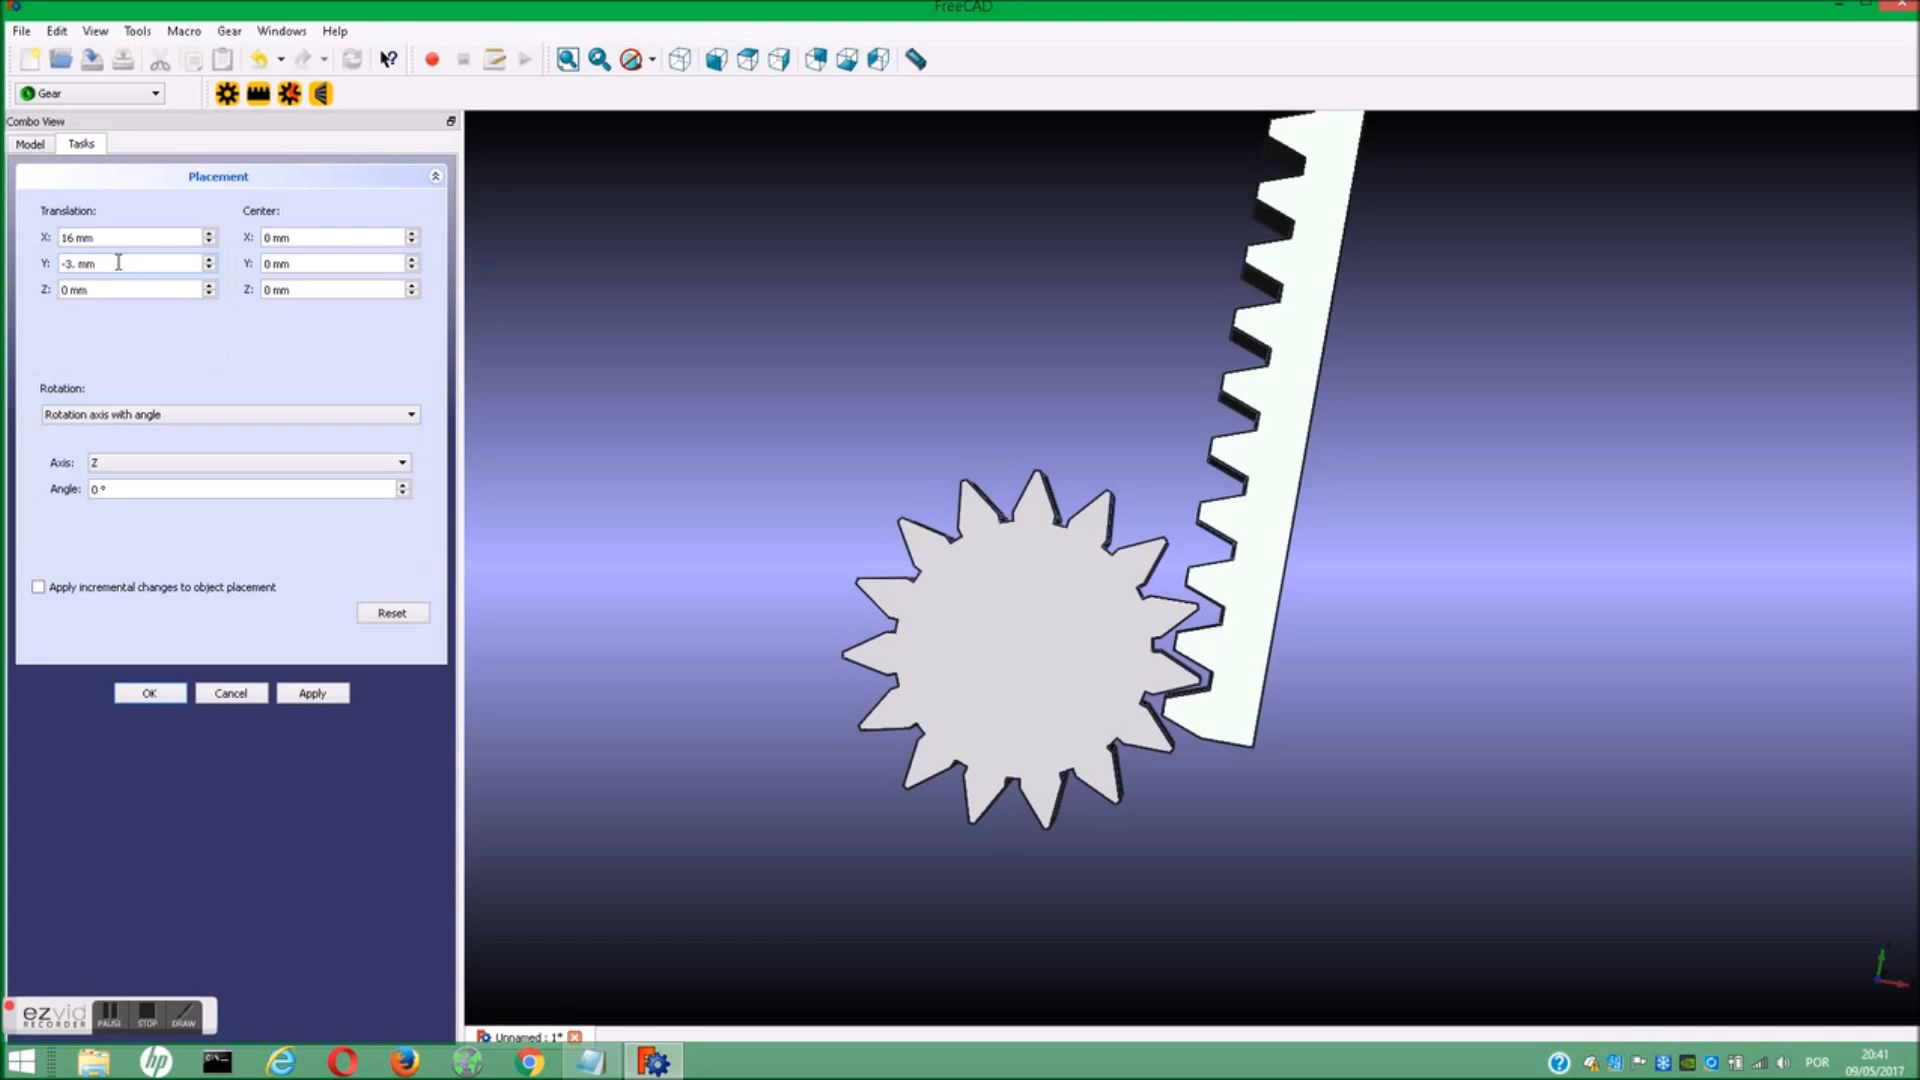 FreeCAD
File Edit View Tools Macro Gear Windows Help
Gear
Combo View
Model Tasks
Placement
Translation: Center:
X: 16 mm X: 0 mm
Y: -3. mm Y: 0 mm
Z: 0 mm Z: 0 mm
Rotation:
Rotation axis with angle
Axis: Z
Angle: 0 °
Apply incremental changes to object placement
Reset
OK Cancel Apply
ezvid
RECORDER
PAUSE STOP DRAW
Unnamed : 1*
hp
POR
20:41
09/05/2017